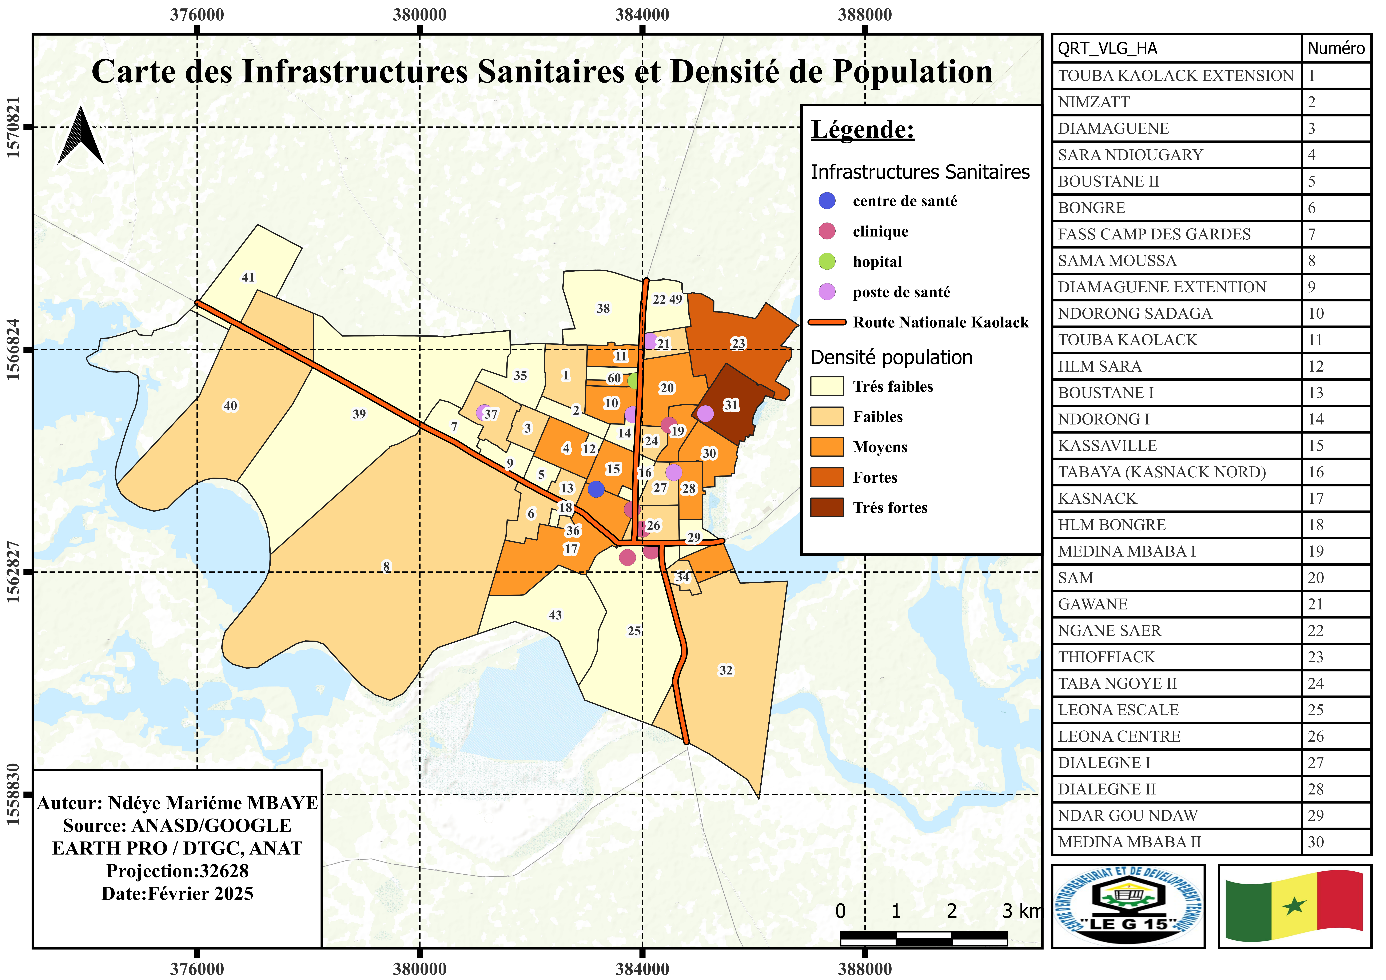 376000 380000 384000 388000
Carte des Infrastructures Sanitaires et Densité de Population
1570821
1566824
1562827
1558830
Légende:
Infrastructures Sanitaires
centre de santé
clinique
hopital
poste de santé
Route Nationale Kaolack
Densité population
Trés faibles
Faibles
Moyens
Fortes
Trés fortes
41
38
22 49
21
23
11
35
1
60
20
40
39
37
2
10
31
7
3
14
19
4
12
24
30
9
5
15
16
13
27
28
6
18
26
36
29
17
8
34
43
25
32
Auteur: Ndéye Mariéme MBAYE
Source: ANASD/GOOGLE
EARTH PRO / DTGC, ANAT
Projection:32628
Date:Février 2025
0 1 2 3 km
376000 380000 384000 388000
QRT_VLG_HA Numéro
TOUBA KAOLACK EXTENSION 1
NIMZATT 2
DIAMAGUENE 3
SARA NDIOUGARY 4
BOUSTANE II 5
BONGRE 6
FASS CAMP DES GARDES 7
SAMA MOUSSA 8
DIAMAGUENE EXTENTION 9
NDORONG SADAGA 10
TOUBA KAOLACK 11
HLM SARA 12
BOUSTANE I 13
NDORONG I 14
KASSAVILLE 15
TABAYA (KASNACK NORD) 16
KASNACK 17
HLM BONGRE 18
MEDINA MBABA I 19
SAM 20
GAWANE 21
NGANE SAER 22
THIOFFIACK 23
TABA NGOYE II 24
LEONA ESCALE 25
LEONA CENTRE 26
DIALEGNE I 27
DIALEGNE II 28
NDAR GOU NDAW 29
MEDINA MBABA II 30
"LE G 15"